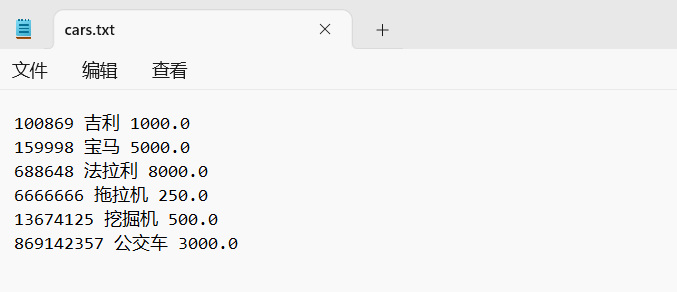 cars.txt
文件 编辑 查看
100869 吉利 1000.0
159998 宝马 5000.0
688648 法拉利 8000.0
6666666 拖拉机 250.0
13674125 挖掘机 500.0
869142357 公交车 3000.0